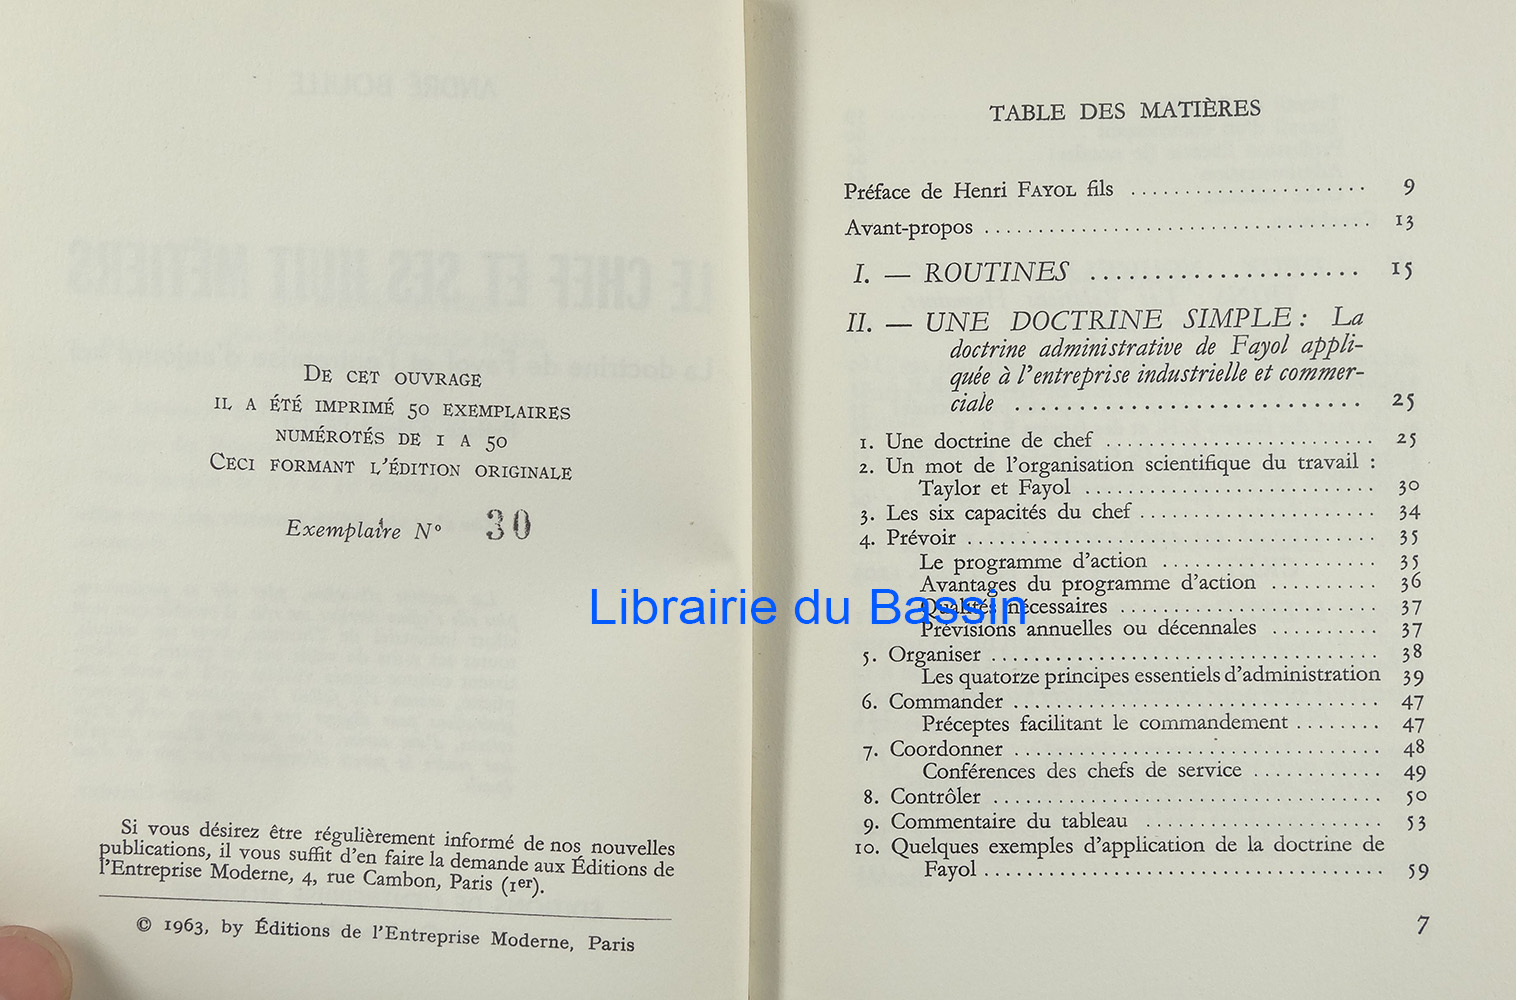 De cet ouvrage
il a été imprimé 50 exemplaires
numérotés de 1 a 50
Ceci formant l'édition originale
Exemplaire N° 30
Si vous désirez être régulièrement informé de nos nouvelles
publications, il vous suffit d'en faire la demande aux Éditions de
l'Entreprise Moderne, 4, rue Cambon, Paris (1er).
© 1963, by Éditions de l'Entreprise Moderne, Paris
TABLE DES MATIÈRES
Préface de Henri Fayol fils ...................... 9
Avant-propos .................................... 13
I. — ROUTINES ..................... 15
II. — UNE DOCTRINE SIMPLE : La
doctrine administrative de Fayol appli-
quée à l'entreprise industrielle et commer-
ciale ........................... 25
1. Une doctrine de chef ......................... 25
2. Un mot de l'organisation scientifique du travail :
Taylor et Fayol ........................... 30
3. Les six capacités du chef ...................... 34
4. Prévoir ...................................... 35
Le programme d'action .................... 35
Avantages du programme d'action .......... 36
Qualités nécessaires ........................ 37
Prévisions annuelles ou décennales .......... 37
5. Organiser .................................... 38
Les quatorze principes essentiels d'administration 39
6. Commander .................................. 47
Préceptes facilitant le commandement ........ 47
7. Coordonner .................................. 48
Conférences des chefs de service ............ 49
8. Contrôler .................................... 50
9. Commentaire du tableau ...................... 53
10. Quelques exemples d'application de la doctrine de
Fayol ..................................... 59
7
Librairie du Bassin